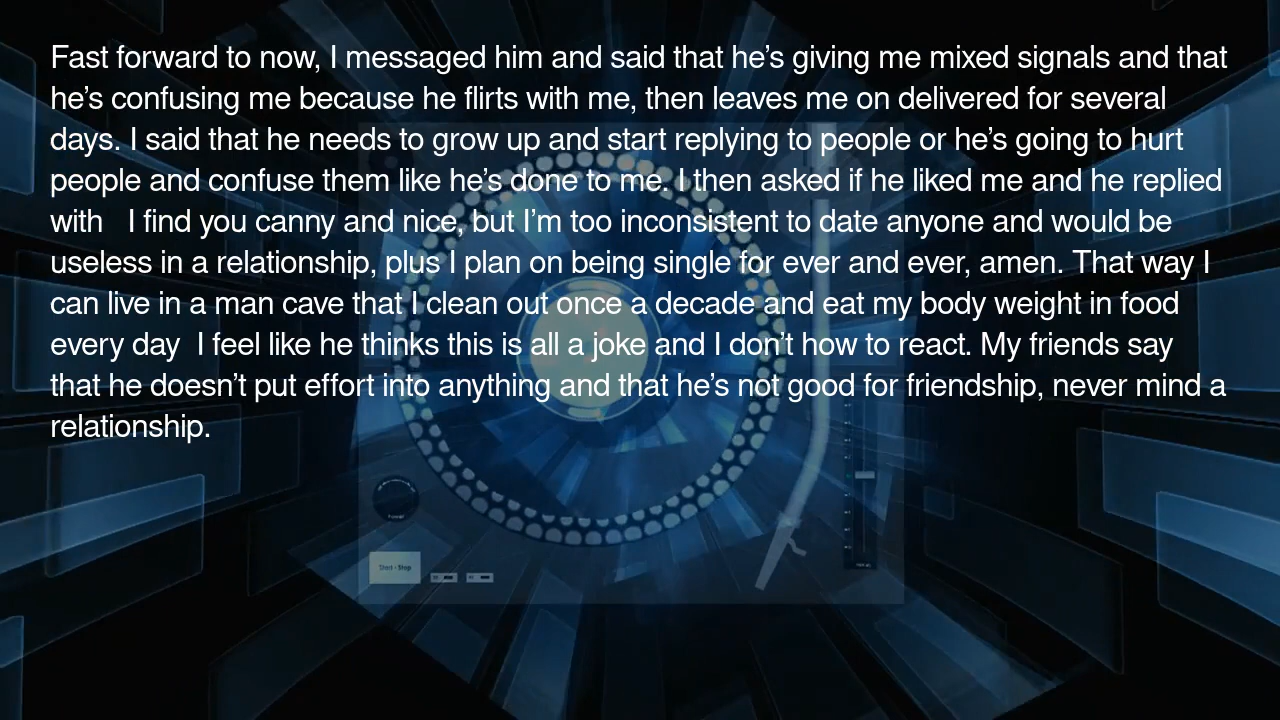 Fast forward to now, I messaged him and said that he’s giving me mixed signals and that
he’s confusing me because he flirts with me, then leaves me on delivered for several
days. I said that he needs to grow up and start replying to people or he’s going to hurt
people and confuse them like he’s done to me. I then asked if he liked me and he replied
with   I find you canny and nice, but I’m too inconsistent to date anyone and would be
useless in a relationship, plus I plan on being single for ever and ever, amen. That way I
can live in a man cave that I clean out once a decade and eat my body weight in food
every day  I feel like he thinks this is all a joke and I don’t how to react. My friends say
that he doesn’t put effort into anything and that he’s not good for friendship, never mind a
relationship.
Start - Stop